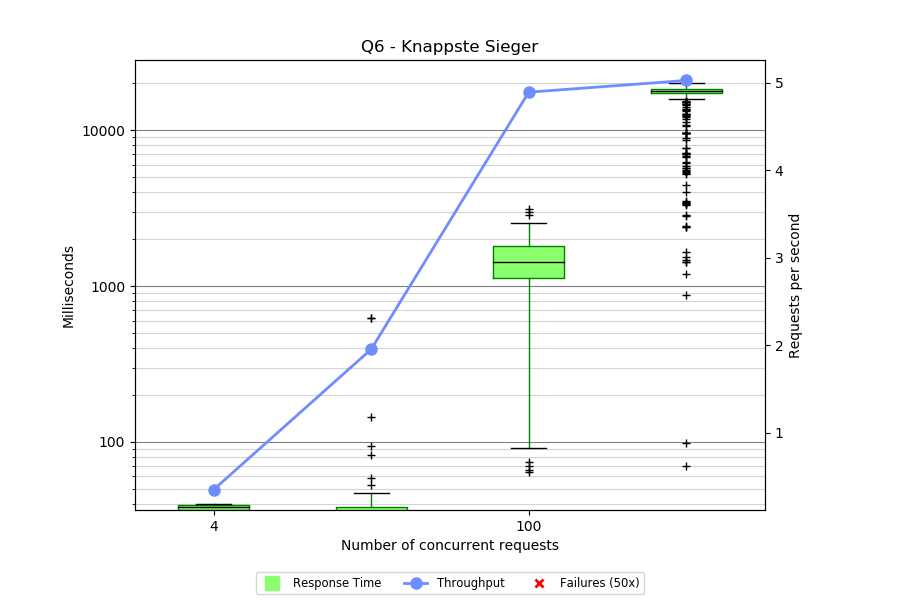 Q6 - Knappste Sieger
10000
1000
100
Milliseconds
5
4
3
2
1
Requests per second
4
100
Number of concurrent requests
Response Time
Throughput
Failures (50x)